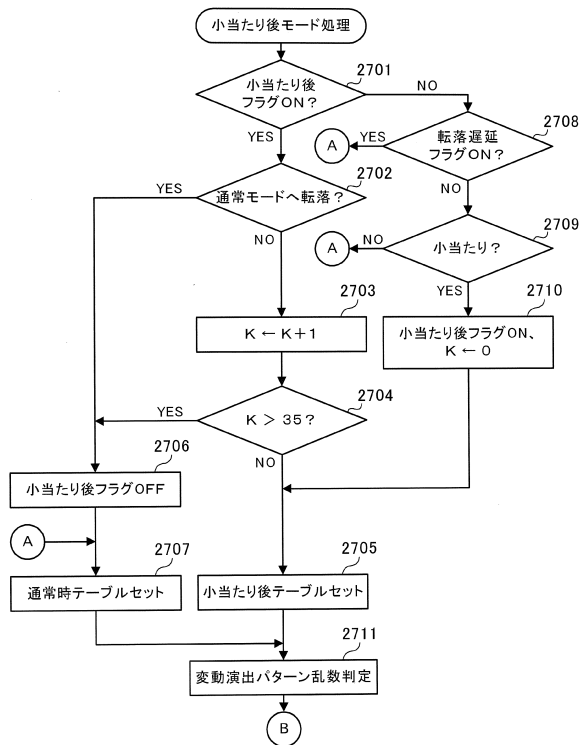 小当たり後モード処理
2701
小当たり後
フラグON？
NO
YES
2708
転落遅延
フラグON？
YES
A
NO
2702
通常モードへ転落？
YES
NO
2709
小当たり？
NO
A
YES
2703
K ← K＋1
2710
小当たり後フラグON、
K ← 0
2704
K ＞ 35？
YES
NO
2706
小当たり後フラグOFF
A
2707
通常時テーブルセット
2705
小当たり後テーブルセット
2711
変動演出パターン乱数判定
B